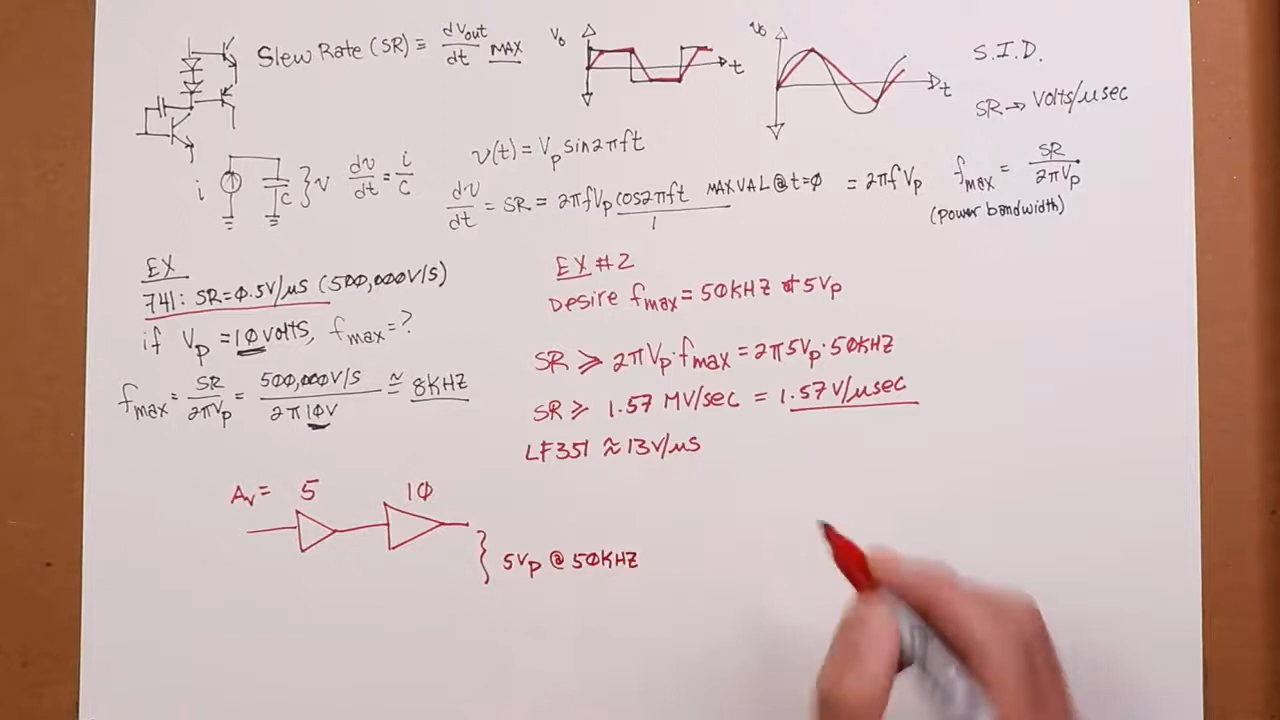 Slew Rate (SR) ≡ dvout/dt MAX
Vo
t
Vo
t
S.I.D.
SR → Volts/μsec
i
C
} v
dv/dt = i/C
v(t) = Vp sin2πft
dv/dt = SR = 2πfVp cos2πft MAX VAL @ t=0 = 2πfVp
1
fmax = SR/2πVp
(power bandwidth)
EX
741: SR=0.5V/μs (500,000V/s)
if Vp = 10 volts, fmax=?
fmax = SR/2πVp = 500,000V/s / 2π10V ≅ 8KHZ
EX #2
Desire fmax = 50KHZ at 5Vp
SR ⩾ 2πVp·fmax = 2π5Vp·50KHZ
SR ⩾ 1.57 MV/sec = 1.57V/μsec
LF351 ≈ 13V/μs
Av= 5 10
} 5Vp @ 50KHZ